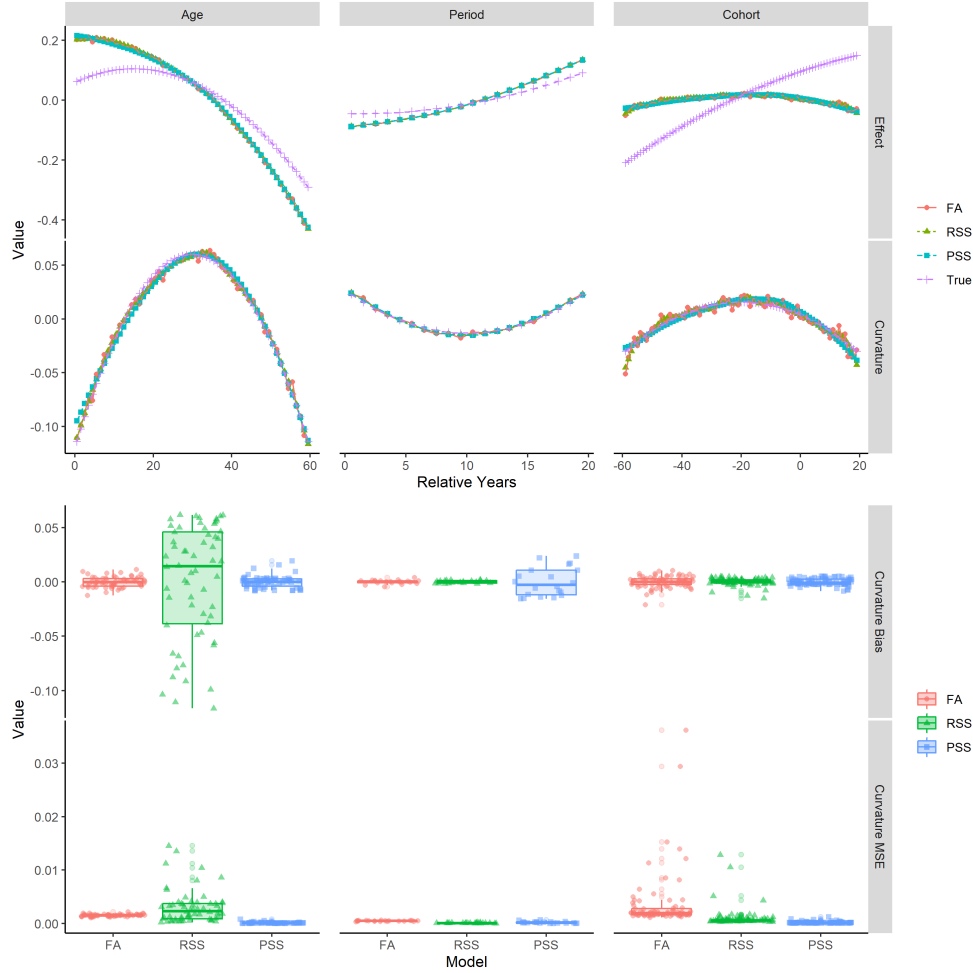 Age Period Cohort
0.2
0.0
-0.2
-0.4
Effect
0.05
0.00
-0.05
-0.10
Curvature
Value
0 20 40 60 0 5 10 15 20 -60 -40 -20 0 20
Relative Years
FA
RSS
PSS
True
0.05
0.00
-0.05
-0.10
Curvature Bias
0.03
0.02
0.01
0.00
Curvature MSE
Value
FA RSS PSS FA RSS PSS FA RSS PSS
Model
FA
RSS
PSS